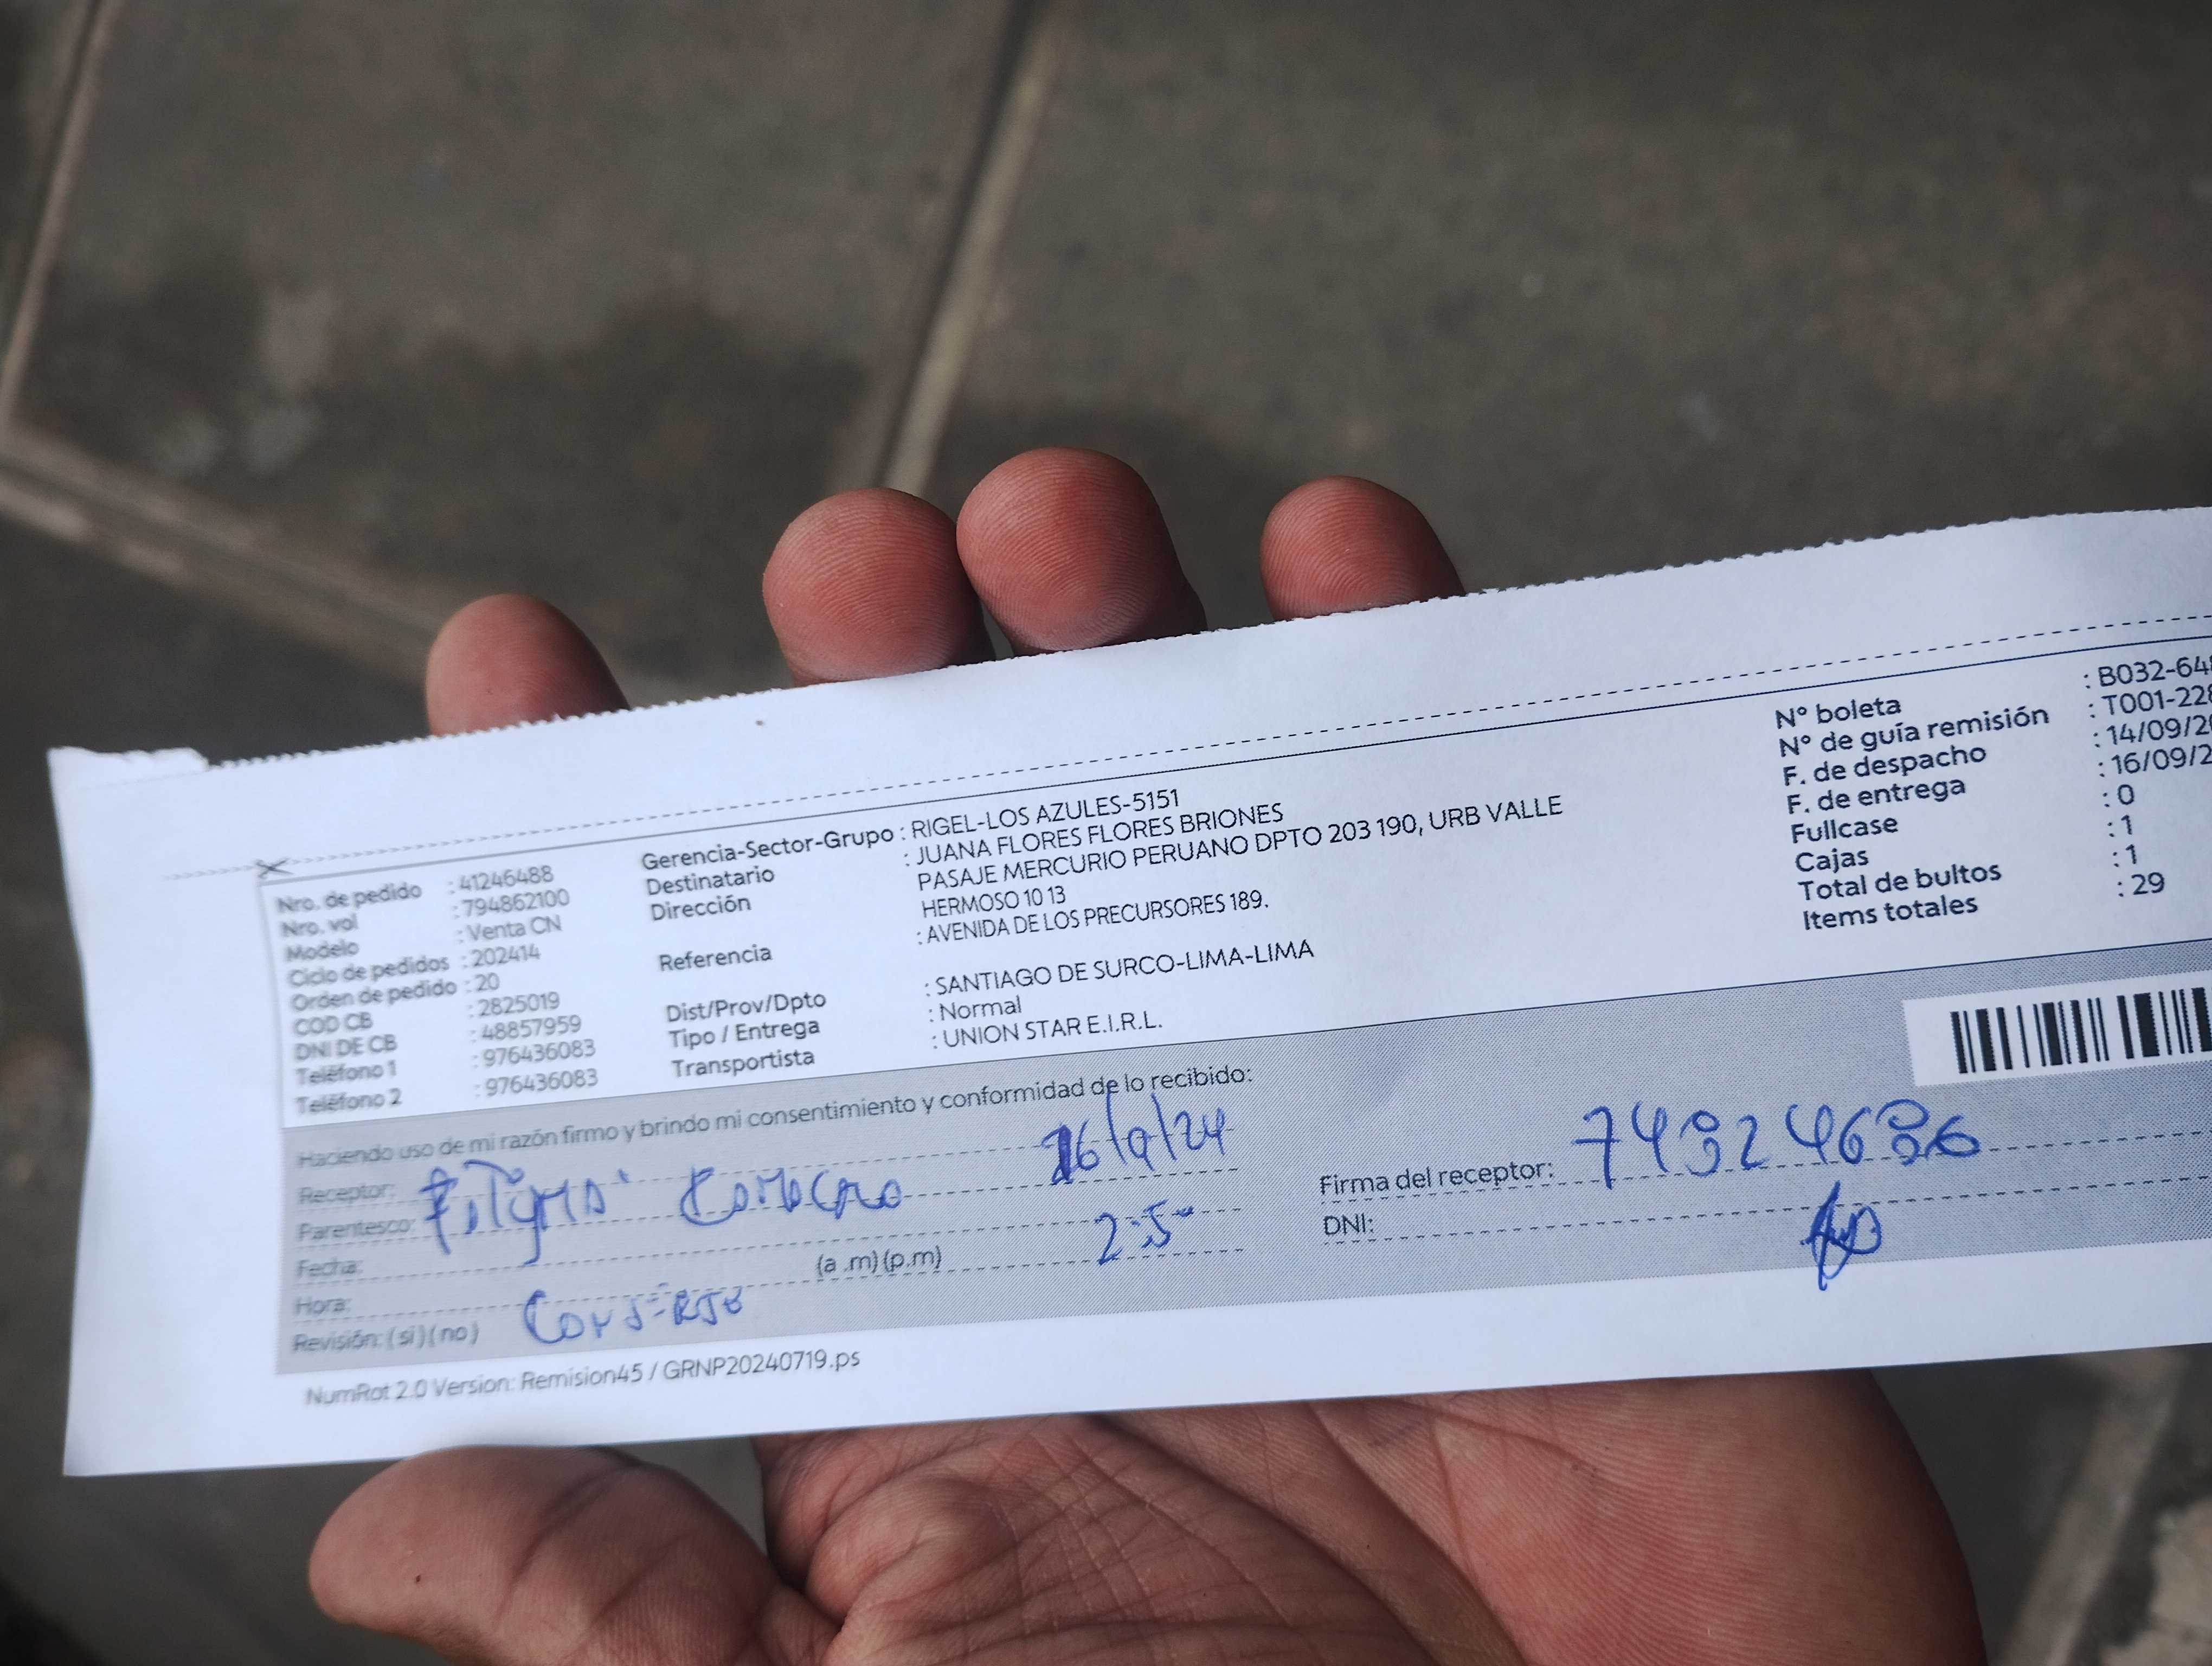 Nro. de pedido : 41246488
Nro. vol : 794862100
Modelo : Venta CN
Ciclo de pedidos : 202414
Orden de pedido : 20
COD CB : 2825019
DNI DE CB : 48857959
Teléfono 1 : 976436083
Teléfono 2 : 976436083
Gerencia-Sector-Grupo : RIGEL-LOS AZULES-5151
Destinatario : JUANA FLORES FLORES BRIONES
Dirección PASAJE MERCURIO PERUANO DPTO 203 190, URB VALLE
HERMOSO 10 13
Referencia : AVENIDA DE LOS PRECURSORES 189.
Dist/Prov/Dpto : SANTIAGO DE SURCO-LIMA-LIMA
Tipo / Entrega : Normal
Transportista : UNION STAR E.I.R.L.
N° boleta : B032-64
N° de guía remisión : T001-228
F. de despacho : 14/09/20
F. de entrega : 16/09/2
Fullcase : 0
Cajas : 1
Total de bultos : 1
Items totales : 29
Haciendo uso de mi razón firmo y brindo mi consentimiento y conformidad de lo recibido:
Receptor: 16/9/24
Parentesco:
Fecha:
Hora: (a .m)(p.m) 2:5
Revisión: (si)(no)
Firma del receptor:
DNI:
NumRot 2.0 Version: Remision45 / GRNP20240719.ps